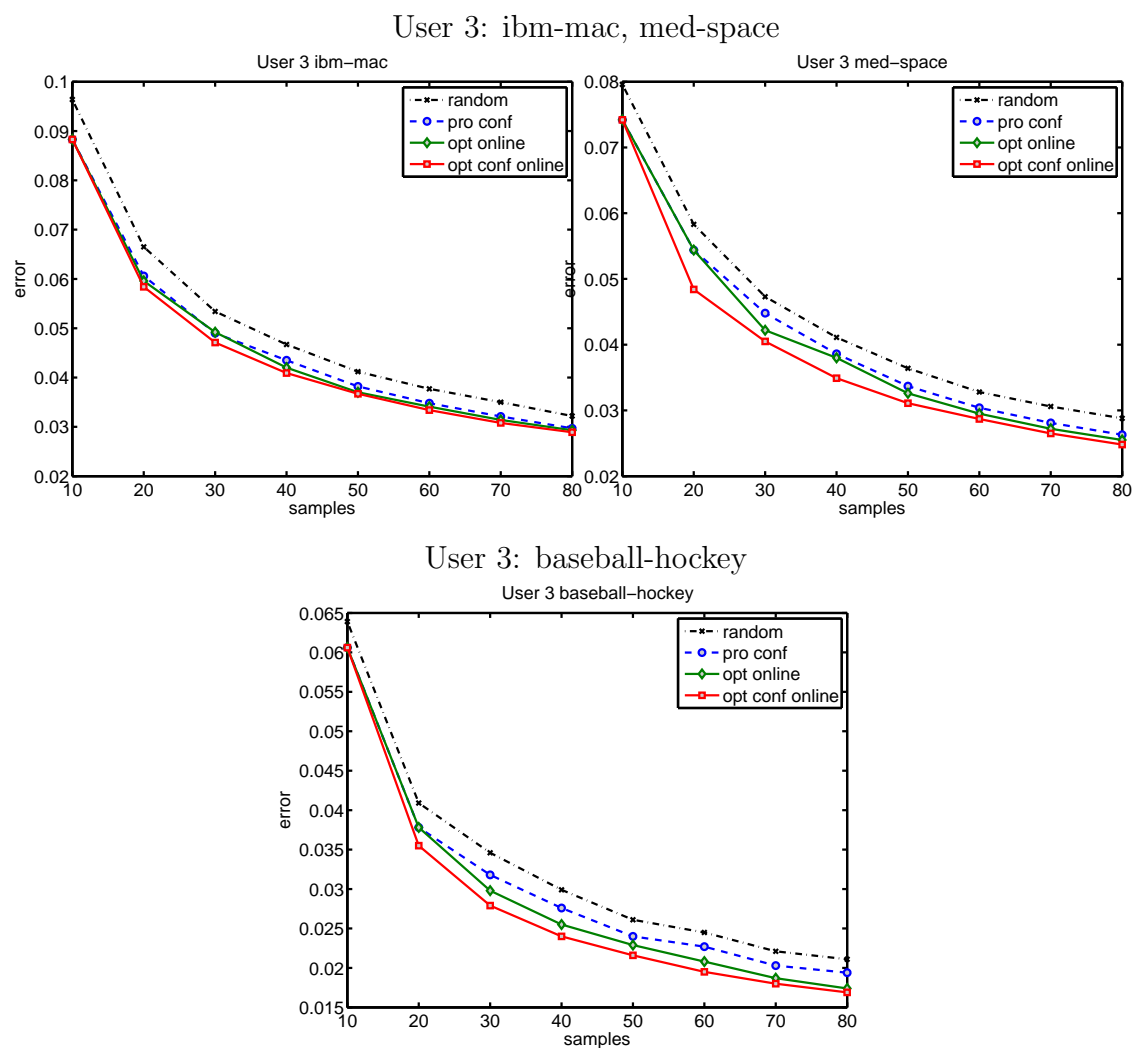 User 3: ibm-mac, med-space
User 3 ibm−mac
0.1
0.09
0.08
0.07
0.06
0.05
0.04
0.03
0.02
error
10 20 30 40 50 60 70 80
samples
random
pro conf
opt online
opt conf online
User 3 med−space
0.08
0.07
0.06
0.05
0.04
0.03
0.02
error
10 20 30 40 50 60 70 80
samples
random
pro conf
opt online
opt conf online
User 3: baseball-hockey
User 3 baseball−hockey
0.065
0.06
0.055
0.05
0.045
0.04
0.035
0.03
0.025
0.02
0.015
error
10 20 30 40 50 60 70 80
samples
random
pro conf
opt online
opt conf online